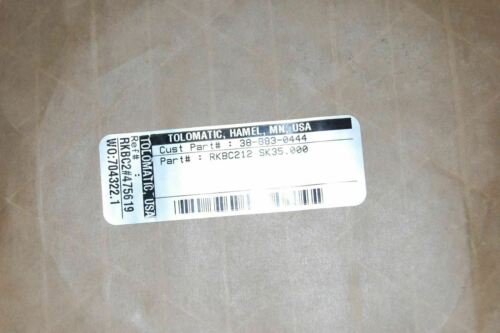 TOLOMATIC, HAMEL, MN, USA
Cust Part# : 38-883-0444
Part# : RKBC212 SK35.000
TOLOMATIC, USA
Ref# :
RKBC2#475619
WO:704322.1